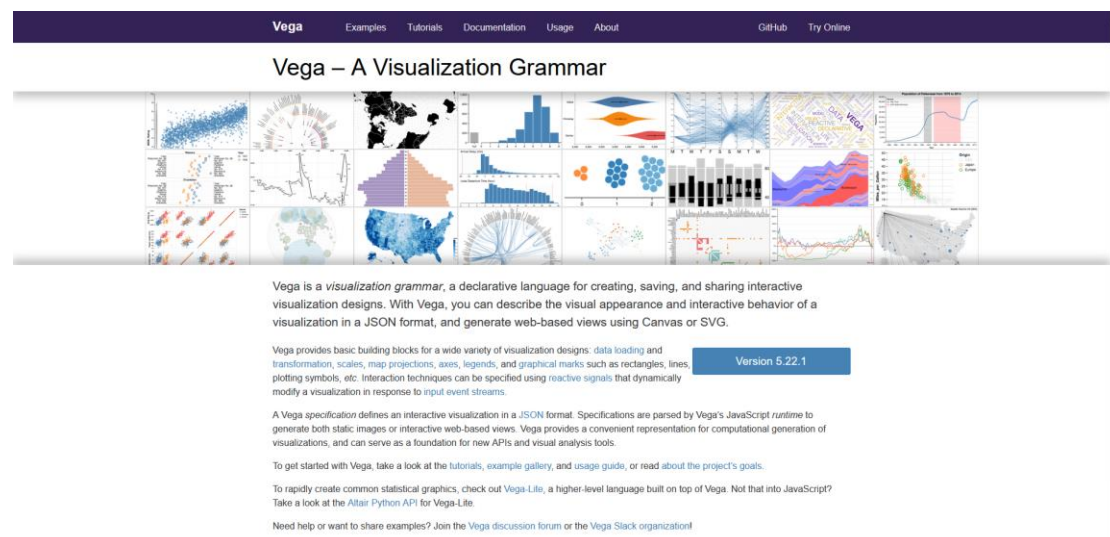 Vega Examples Tutorials Documentation Usage About GitHub Try Online
Vega – A Visualization Grammar
DATA VEGA
Vega is a visualization grammar, a declarative language for creating, saving, and sharing interactive
visualization designs. With Vega, you can describe the visual appearance and interactive behavior of a
visualization in a JSON format, and generate web-based views using Canvas or SVG.
Vega provides basic building blocks for a wide variety of visualization designs: data loading and
transformation, scales, map projections, axes, legends, and graphical marks such as rectangles, lines,
plotting symbols, etc. Interaction techniques can be specified using reactive signals that dynamically
modify a visualization in response to input event streams.
Version 5.22.1
A Vega specification defines an interactive visualization in a JSON format. Specifications are parsed by Vega's JavaScript runtime to
generate both static images or interactive web-based views. Vega provides a convenient representation for computational generation of
visualizations, and can serve as a foundation for new APIs and visual analysis tools.
To get started with Vega, take a look at the tutorials, example gallery, and usage guide, or read about the project's goals.
To rapidly create common statistical graphics, check out Vega-Lite, a higher-level language built on top of Vega. Not that into JavaScript?
Take a look at the Altair Python API for Vega-Lite.
Need help or want to share examples? Join the Vega discussion forum or the Vega Slack organization!